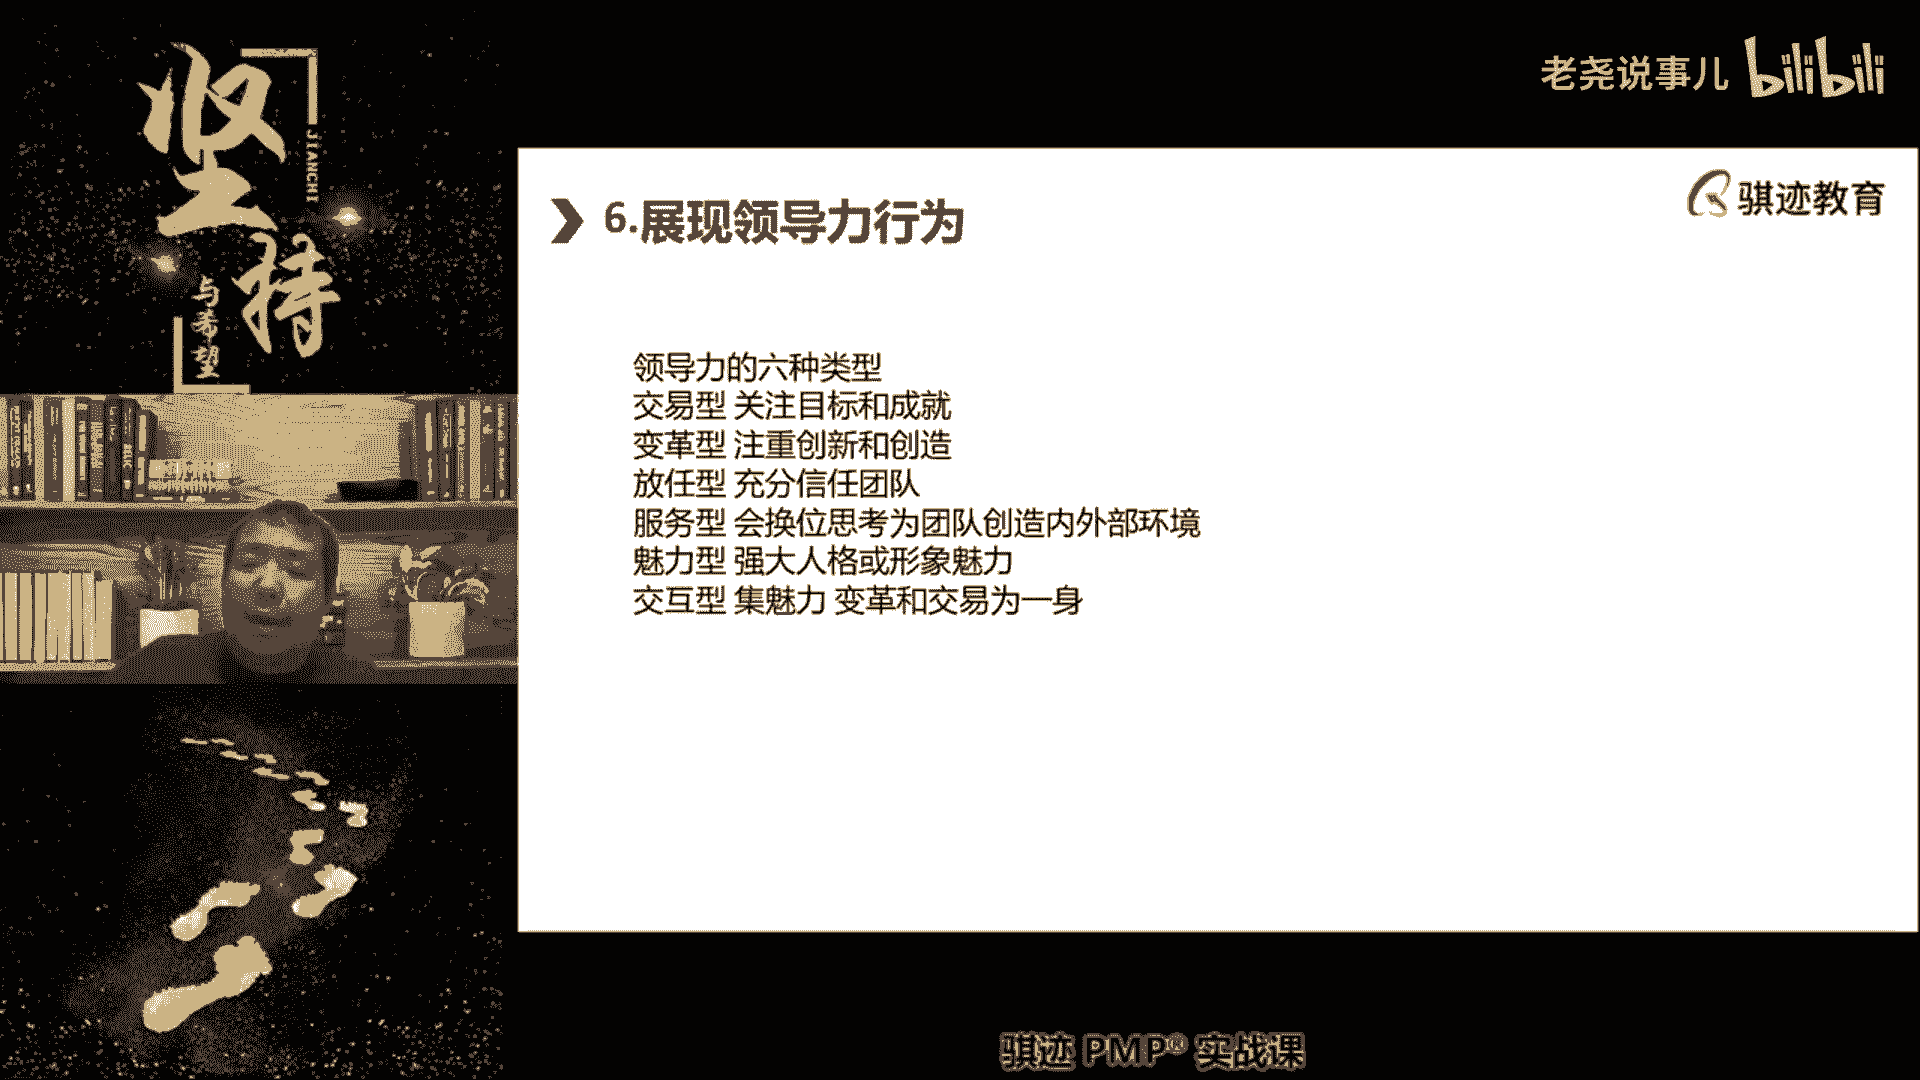 坚持
JIANCHI
与希望
老尧说事儿 bilibili
骐迹教育
6.展现领导力行为
领导力的六种类型
交易型 关注目标和成就
变革型 注重创新和创造
放任型 充分信任团队
服务型 会换位思考为团队创造内外部环境
魅力型 强大人格或形象魅力
交互型 集魅力 变革和交易为一身
骐迹 PMP® 实战课